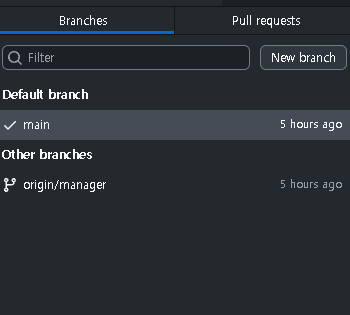 Branches
Pull requests
Filter
New branch
Default branch
main
5 hours ago
Other branches
origin/manager
5 hours ago